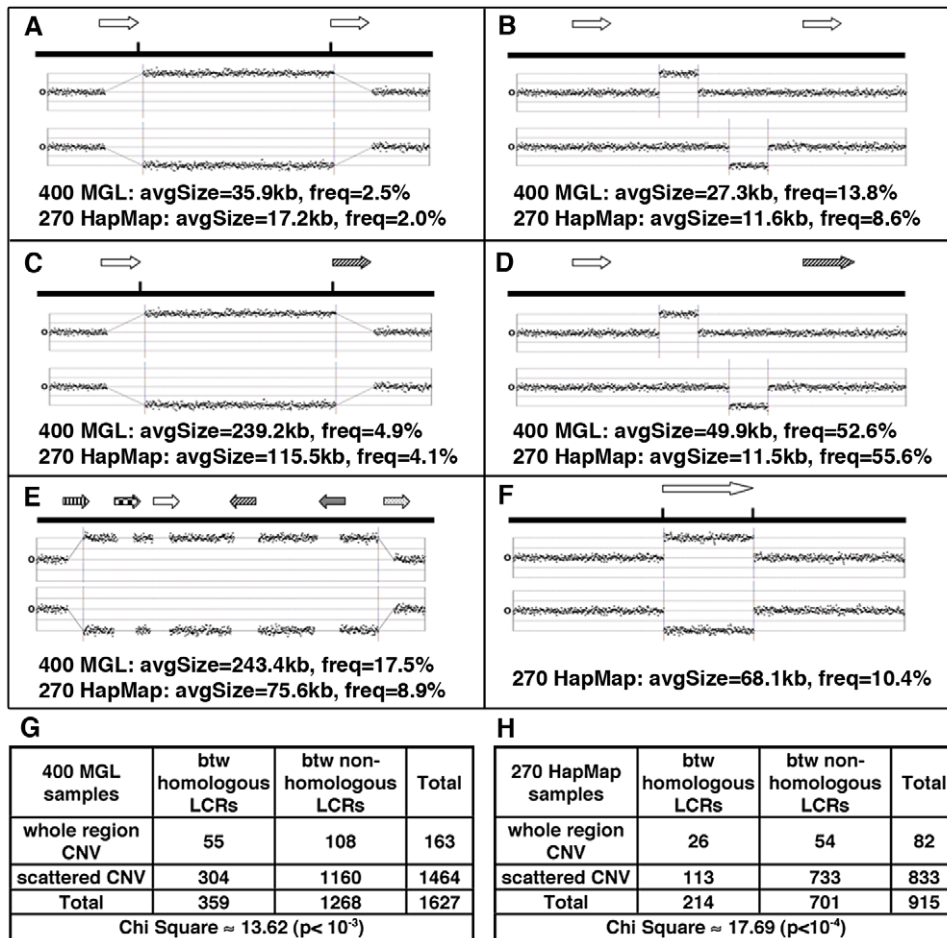 A
400 MGL: avgSize=35.9kb, freq=2.5%
270 HapMap: avgSize=17.2kb, freq=2.0%
B
400 MGL: avgSize=27.3kb, freq=13.8%
270 HapMap: avgSize=11.6kb, freq=8.6%
C
400 MGL: avgSize=239.2kb, freq=4.9%
270 HapMap: avgSize=115.5kb, freq=4.1%
D
400 MGL: avgSize=49.9kb, freq=52.6%
270 HapMap: avgSize=11.5kb, freq=55.6%
E
400 MGL: avgSize=243.4kb, freq=17.5%
270 HapMap: avgSize=75.6kb, freq=8.9%
F
270 HapMap: avgSize=68.1kb, freq=10.4%
G
400 MGL samples | btw homologous LCRs | btw non-homologous LCRs | Total
whole region CNV | 55 | 108 | 163
scattered CNV | 304 | 1160 | 1464
Total | 359 | 1268 | 1627
Chi Square ≈ 13.62 (p< 10-3)
H
270 HapMap samples | btw homologous LCRs | btw non-homologous LCRs | Total
whole region CNV | 26 | 54 | 82
scattered CNV | 113 | 733 | 833
Total | 214 | 701 | 915
Chi Square ≈ 17.69 (p<10-4)